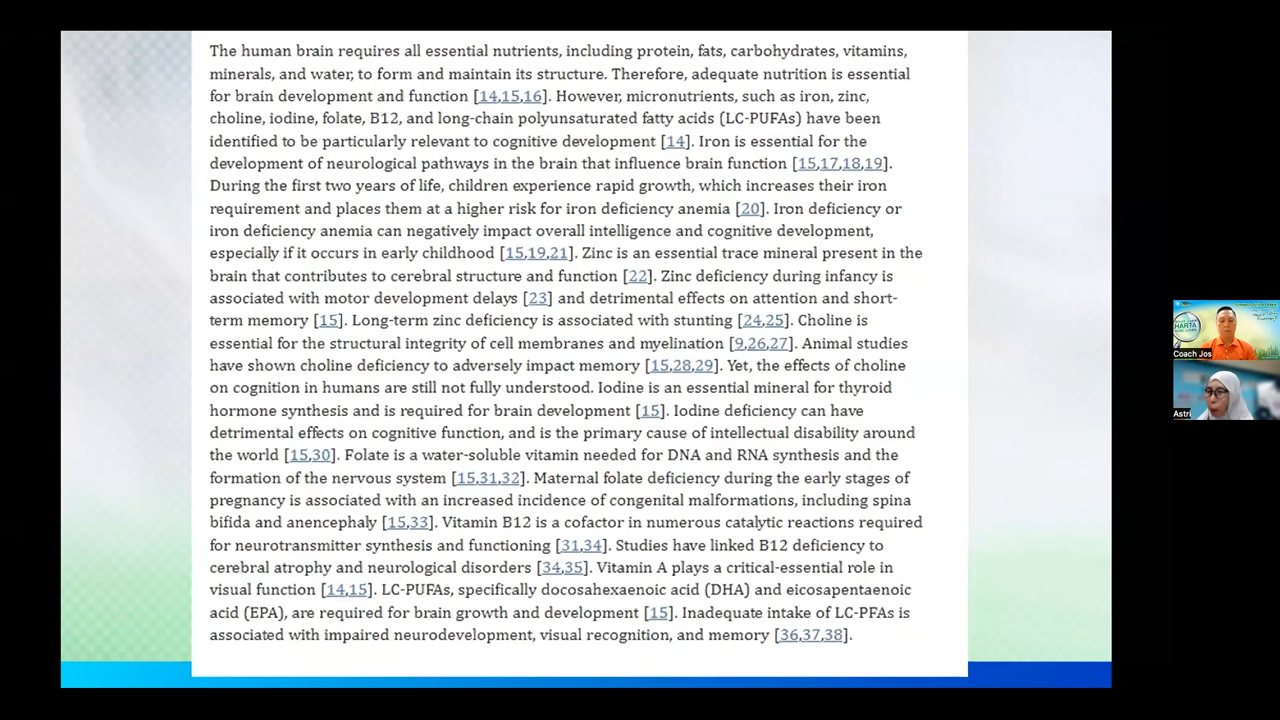 The human brain requires all essential nutrients, including protein, fats, carbohydrates, vitamins,
minerals, and water, to form and maintain its structure. Therefore, adequate nutrition is essential
for brain development and function [14,15,16]. However, micronutrients, such as iron, zinc,
choline, iodine, folate, B12, and long-chain polyunsaturated fatty acids (LC-PUFAs) have been
identified to be particularly relevant to cognitive development [14]. Iron is essential for the
development of neurological pathways in the brain that influence brain function [15,17,18,19].
During the first two years of life, children experience rapid growth, which increases their iron
requirement and places them at a higher risk for iron deficiency anemia [20]. Iron deficiency or
iron deficiency anemia can negatively impact overall intelligence and cognitive development,
especially if it occurs in early childhood [15,19,21]. Zinc is an essential trace mineral present in the
brain that contributes to cerebral structure and function [22]. Zinc deficiency during infancy is
associated with motor development delays [23] and detrimental effects on attention and short-
term memory [15]. Long-term zinc deficiency is associated with stunting [24,25]. Choline is
essential for the structural integrity of cell membranes and myelination [9,26,27]. Animal studies
have shown choline deficiency to adversely impact memory [15,28,29]. Yet, the effects of choline
on cognition in humans are still not fully understood. Iodine is an essential mineral for thyroid
hormone synthesis and is required for brain development [15]. Iodine deficiency can have
detrimental effects on cognitive function, and is the primary cause of intellectual disability around
the world [15,30]. Folate is a water-soluble vitamin needed for DNA and RNA synthesis and the
formation of the nervous system [15,31,32]. Maternal folate deficiency during the early stages of
pregnancy is associated with an increased incidence of congenital malformations, including spina
bifida and anencephaly [15,33]. Vitamin B12 is a cofactor in numerous catalytic reactions required
for neurotransmitter synthesis and functioning [31,34]. Studies have linked B12 deficiency to
cerebral atrophy and neurological disorders [34,35]. Vitamin A plays a critical-essential role in
visual function [14,15]. LC-PUFAs, specifically docosahexaenoic acid (DHA) and eicosapentaenoic
acid (EPA), are required for brain growth and development [15]. Inadequate intake of LC-PFAs is
associated with impaired neurodevelopment, visual recognition, and memory [36,37,38].
HARTA
Coach Jos
Astri